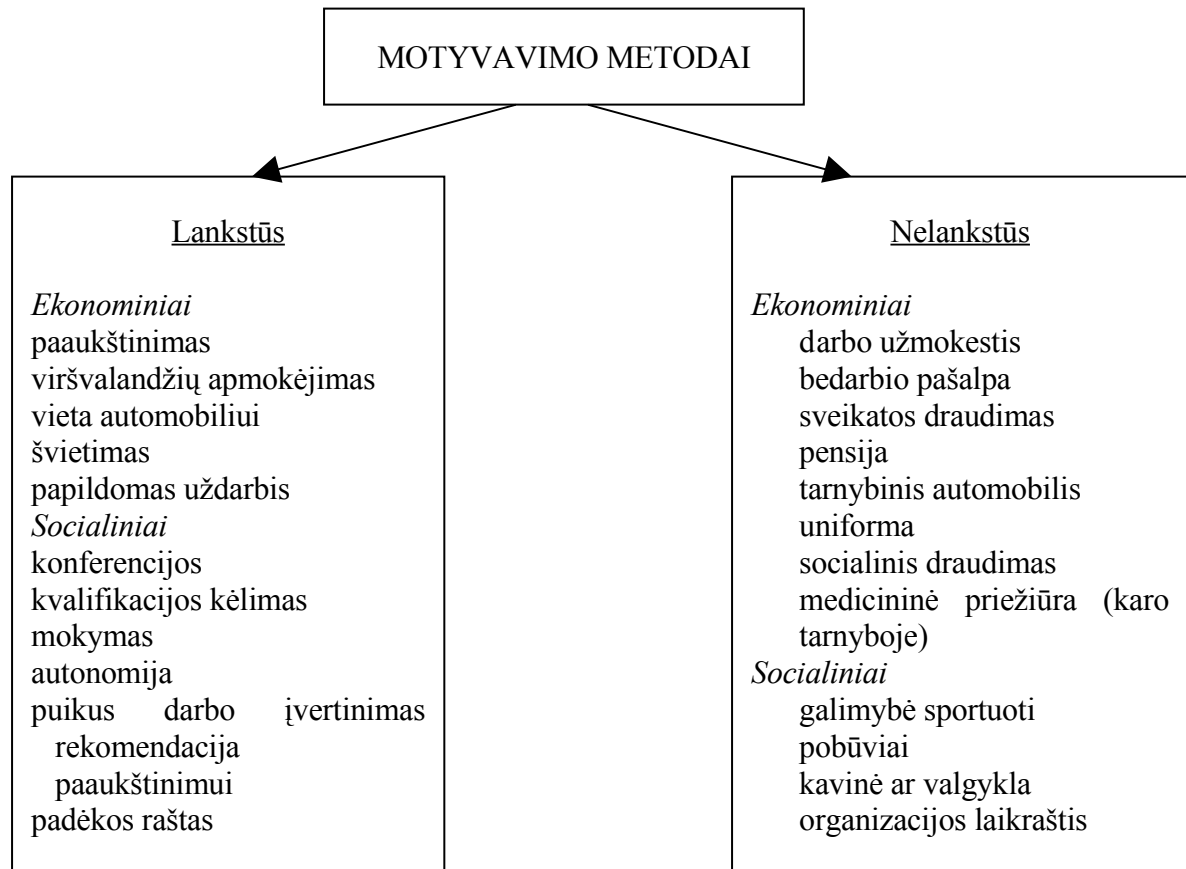 MOTYVAVIMO METODAI
Lankstūs
Ekonominiai
paaukštinimas
viršvalandžių apmokėjimas
vieta automobiliui
švietimas
papildomas uždarbis
Socialiniai
konferencijos
kvalifikacijos kėlimas
mokymas
autonomija
puikus darbo įvertinimas
rekomendacija
paaukštinimui
padėkos raštas
Nelankstūs
Ekonominiai
darbo užmokestis
bedarbio pašalpa
sveikatos draudimas
pensija
tarnybinis automobilis
uniforma
socialinis draudimas
medicininė priežiūra (karo
tarnyboje)
Socialiniai
galimybė sportuoti
pobūviai
kavinė ar valgykla
organizacijos laikraštis